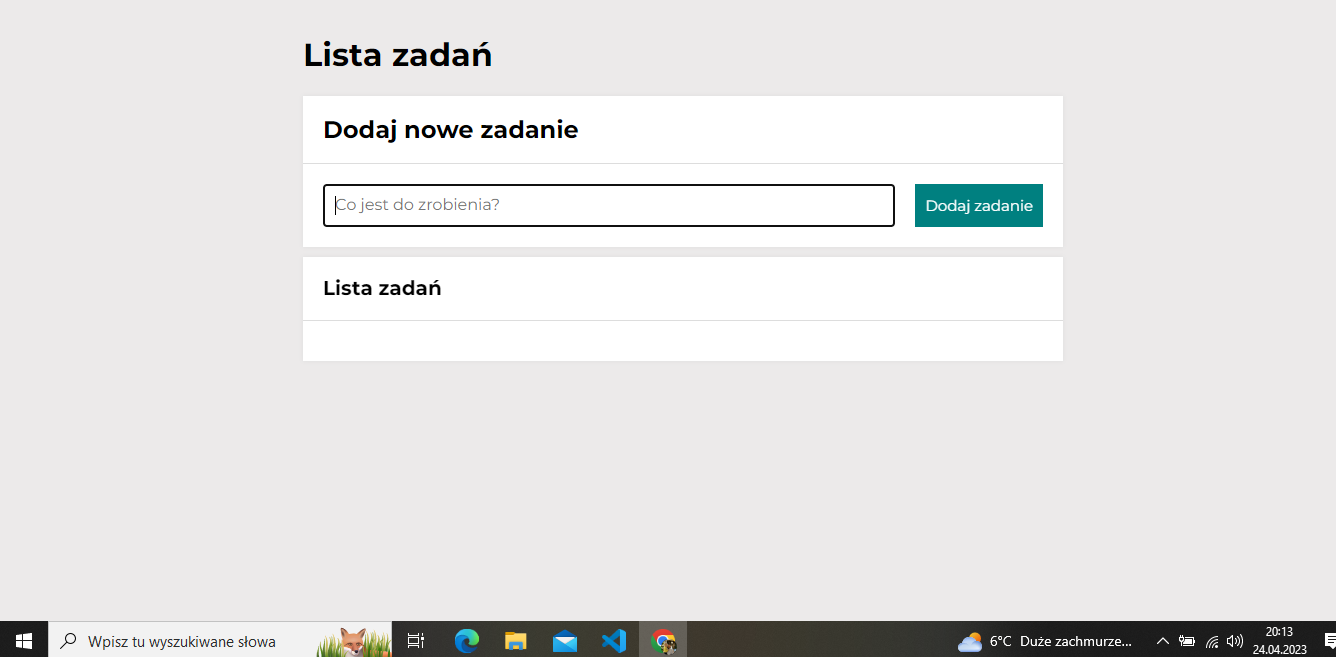 Lista zadań
Dodaj nowe zadanie
Co jest do zrobienia?
Dodaj zadanie
Lista zadań
Wpisz tu wyszukiwane słowa
6°C Duże zachmurze...
20:13
24.04.2023